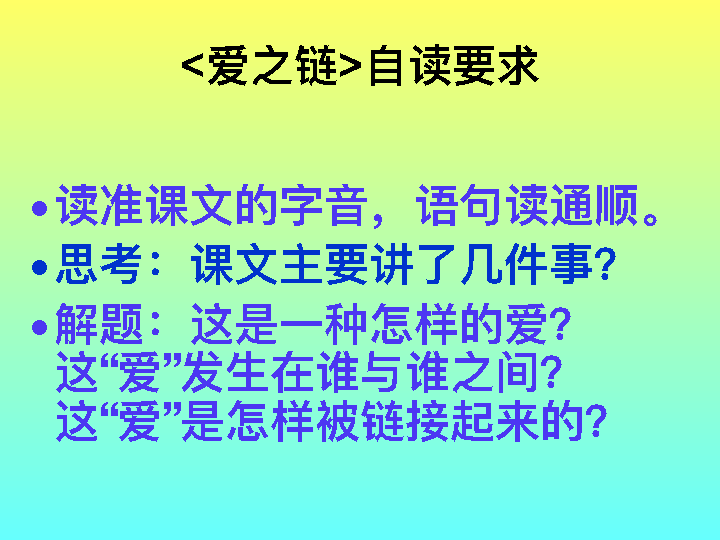 <爱之链>自读要求
•读准课文的字音，语句读通顺。
•思考：课文主要讲了几件事?
•解题：这是一种怎样的爱?
这“爱”发生在谁与谁之间?
这“爱”是怎样被链接起来的?